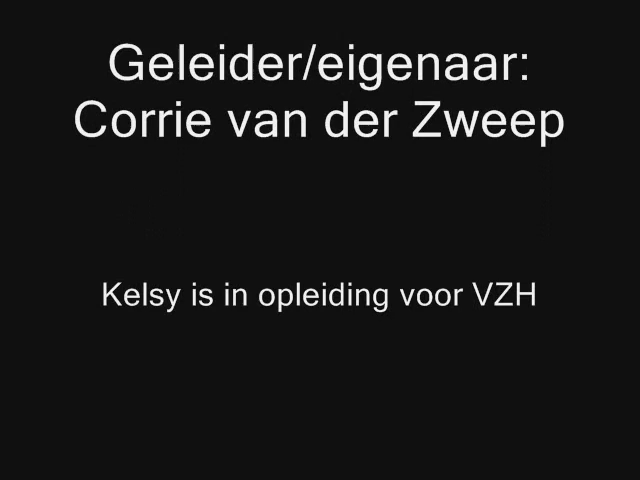 Geleider/eigenaar:
Corrie van der Zweep
Kelsy is in opleiding voor VZH